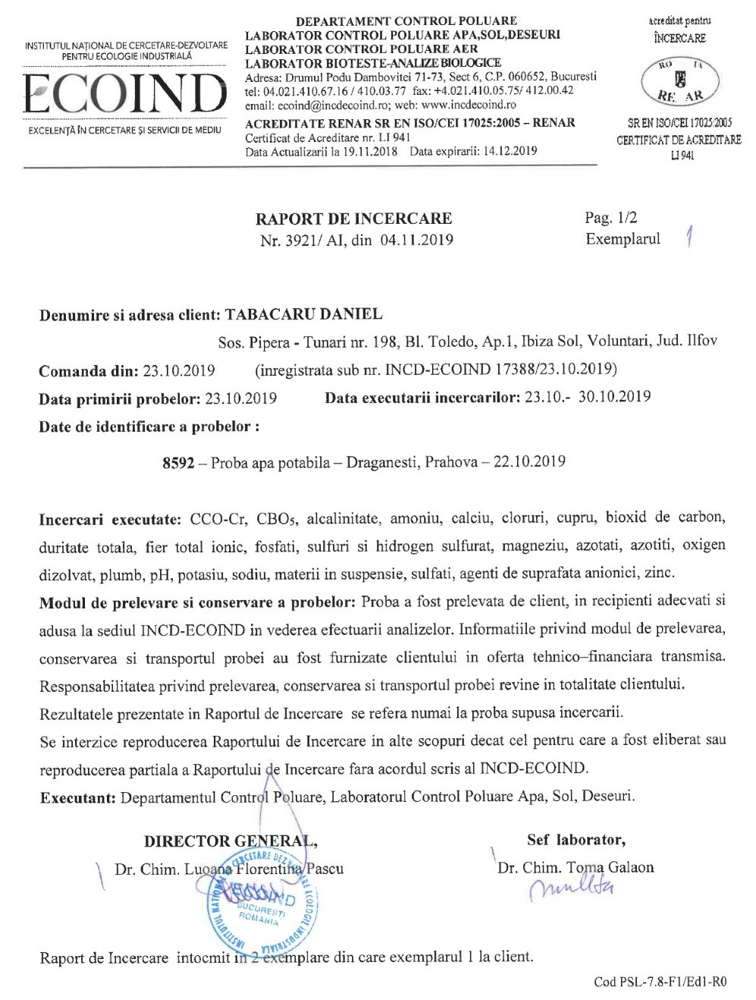 INSTITUTUL NAȚIONAL DE CERCETARE-DEZVOLTARE
PENTRU ECOLOGIE INDUSTRIALĂ
ECOIND
EXCELENȚĂ ÎN CERCETARE ȘI SERVICII DE MEDIU
DEPARTAMENT CONTROL POLUARE
LABORATOR CONTROL POLUARE APA,SOL,DESEURI
LABORATOR CONTROL POLUARE AER
LABORATOR BIOTESTE-ANALIZE BIOLOGICE
Adresa: Drumul Podu Dambovitei 71-73, Sect 6, C.P. 060652, Bucuresti
tel: 04.021.410.67.16 / 410.03.77 fax: +4.021.410.05.75/ 412.00.42
email: ecoind@incdecoind.ro; web: www.incdecoind.ro
ACREDITATE RENAR SR EN ISO/CEI 17025:2005 – RENAR
Certificat de Acreditare nr. LI 941
Data Actualizarii la 19.11.2018 Data expirarii: 14.12.2019
acreditat pentru
ÎNCERCARE
RE AR
SR EN ISO/CEI 17025:2005
CERTIFICAT DE ACREDITARE
LI 941
RAPORT DE INCERCARE
Nr. 3921/ AI, din 04.11.2019
Pag. 1/2
Exemplarul 1
Denumire si adresa client: TABACARU DANIEL
Sos. Pipera - Tunari nr. 198, Bl. Toledo, Ap.1, Ibiza Sol, Voluntari, Jud. Ilfov
Comanda din: 23.10.2019 (inregistrata sub nr. INCD-ECOIND 17388/23.10.2019)
Data primirii probelor: 23.10.2019 Data executarii incercarilor: 23.10.- 30.10.2019
Date de identificare a probelor :
8592 – Proba apa potabila – Draganesti, Prahova – 22.10.2019
Incercari executate: CCO-Cr, CBO₅, alcalinitate, amoniu, calciu, cloruri, cupru, bioxid de carbon,
duritate totala, fier total ionic, fosfati, sulfuri si hidrogen sulfurat, magneziu, azotati, azotiti, oxigen
dizolvat, plumb, pH, potasiu, sodiu, materii in suspensie, sulfati, agenti de suprafata anionici, zinc.
Modul de prelevare si conservare a probelor: Proba a fost prelevata de client, in recipienti adecvati si
adusa la sediul INCD-ECOIND in vederea efectuarii analizelor. Informatiile privind modul de prelevarea,
conservarea si transportul probei au fost furnizate clientului in oferta tehnico–financiara transmisa.
Responsabilitatea privind prelevarea, conservarea si transportul probei revine in totalitate clientului.
Rezultatele prezentate in Raportul de Incercare se refera numai la proba supusa incercarii.
Se interzice reproducerea Raportului de Incercare in alte scopuri decat cel pentru care a fost eliberat sau
reproducerea partiala a Raportului de Incercare fara acordul scris al INCD-ECOIND.
Executant: Departamentul Control Poluare, Laboratorul Control Poluare Apa, Sol, Deseuri.
DIRECTOR GENERAL,
Dr. Chim. Luoana Florentina Pascu
Sef laborator,
Dr. Chim. Toma Galaon
INSTITUTUL NATIONAL DE CERCETARE DEZVOLTARE ECOLOGIE INDUSTRIALA
ECOIND
BUCURESTI
ROMANIA
Raport de Incercare intocmit in 2 exemplare din care exemplarul 1 la client.
Cod PSL-7.8-F1/Ed1-R0